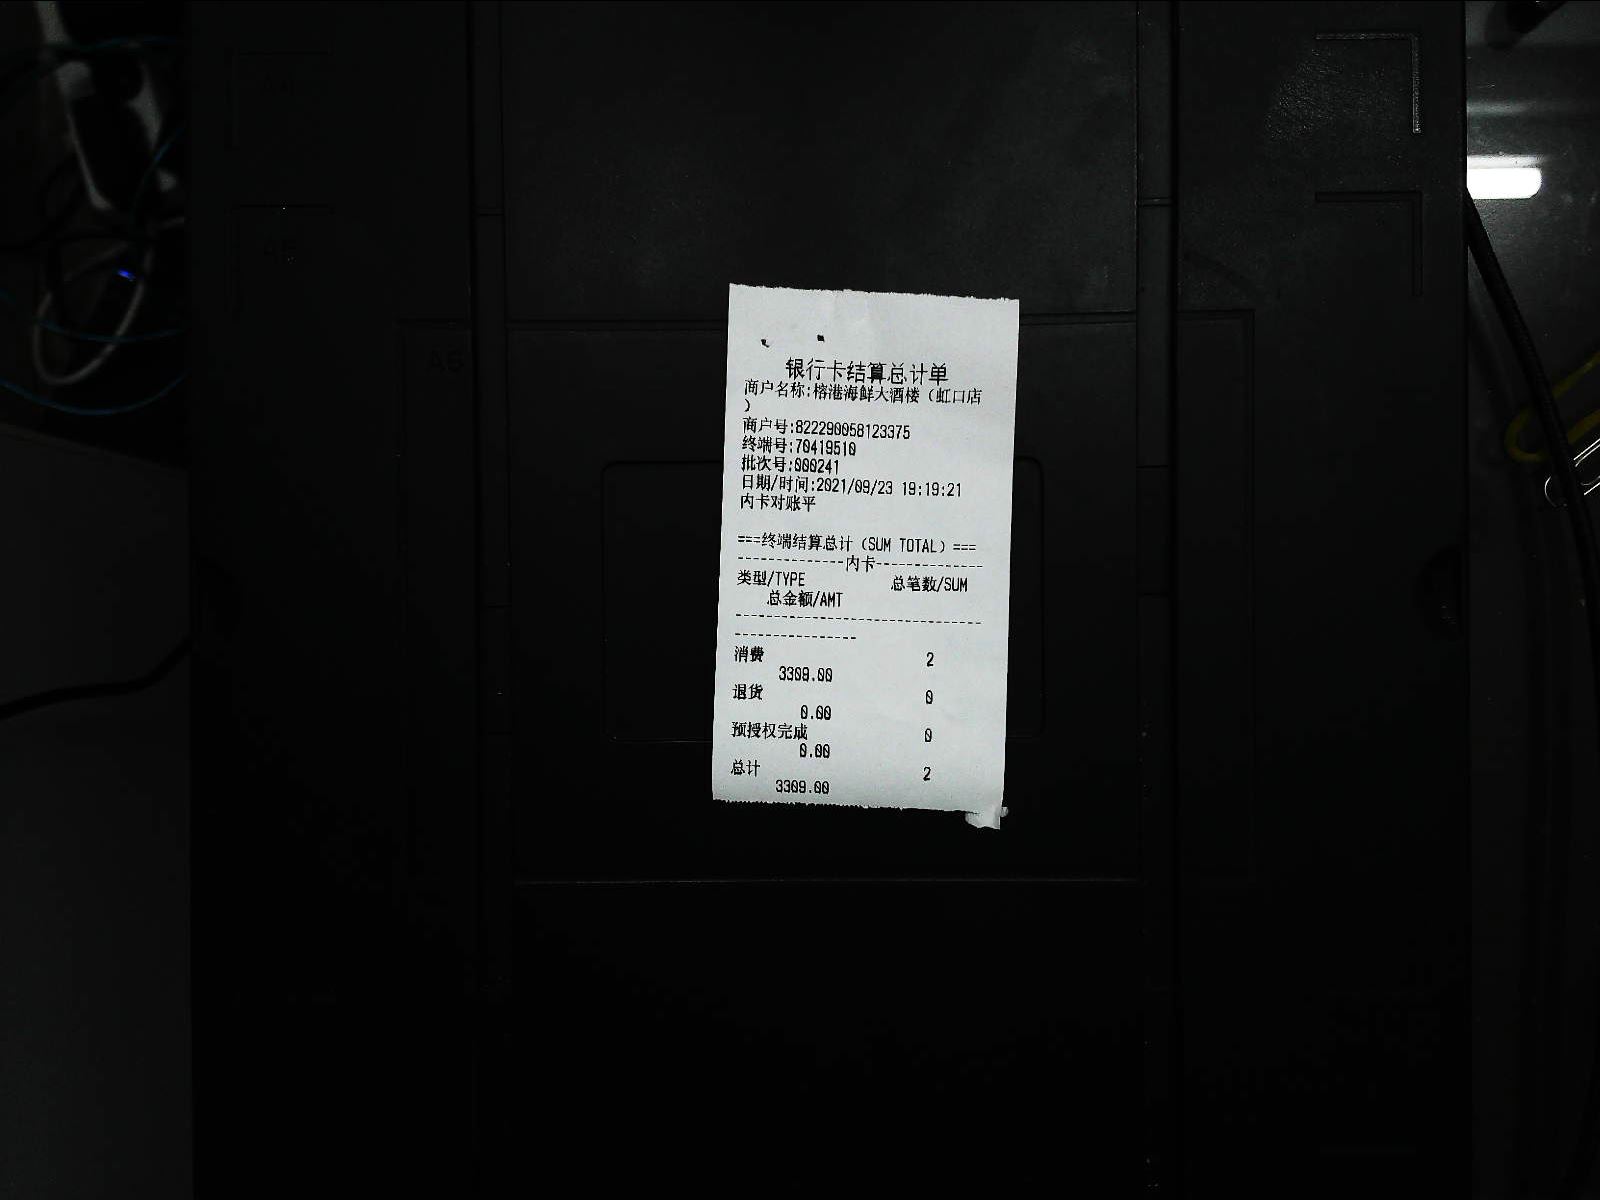 银行卡结算总计单
商户名称:榕港海鲜大酒楼（虹口店
）
商户号:822290058123375
终端号:70419510
批次号:000241
日期/时间:2021/09/23 19:19:21
内卡对账平
===终端结算总计（SUM TOTAL）===
--------------内卡--------------
类型/TYPE 总笔数/SUM
总金额/AMT
--------------------------------
----------------
消费 2
3309.00
退货 0
0.00
预授权完成 0
0.00
总计 2
3309.00
A5